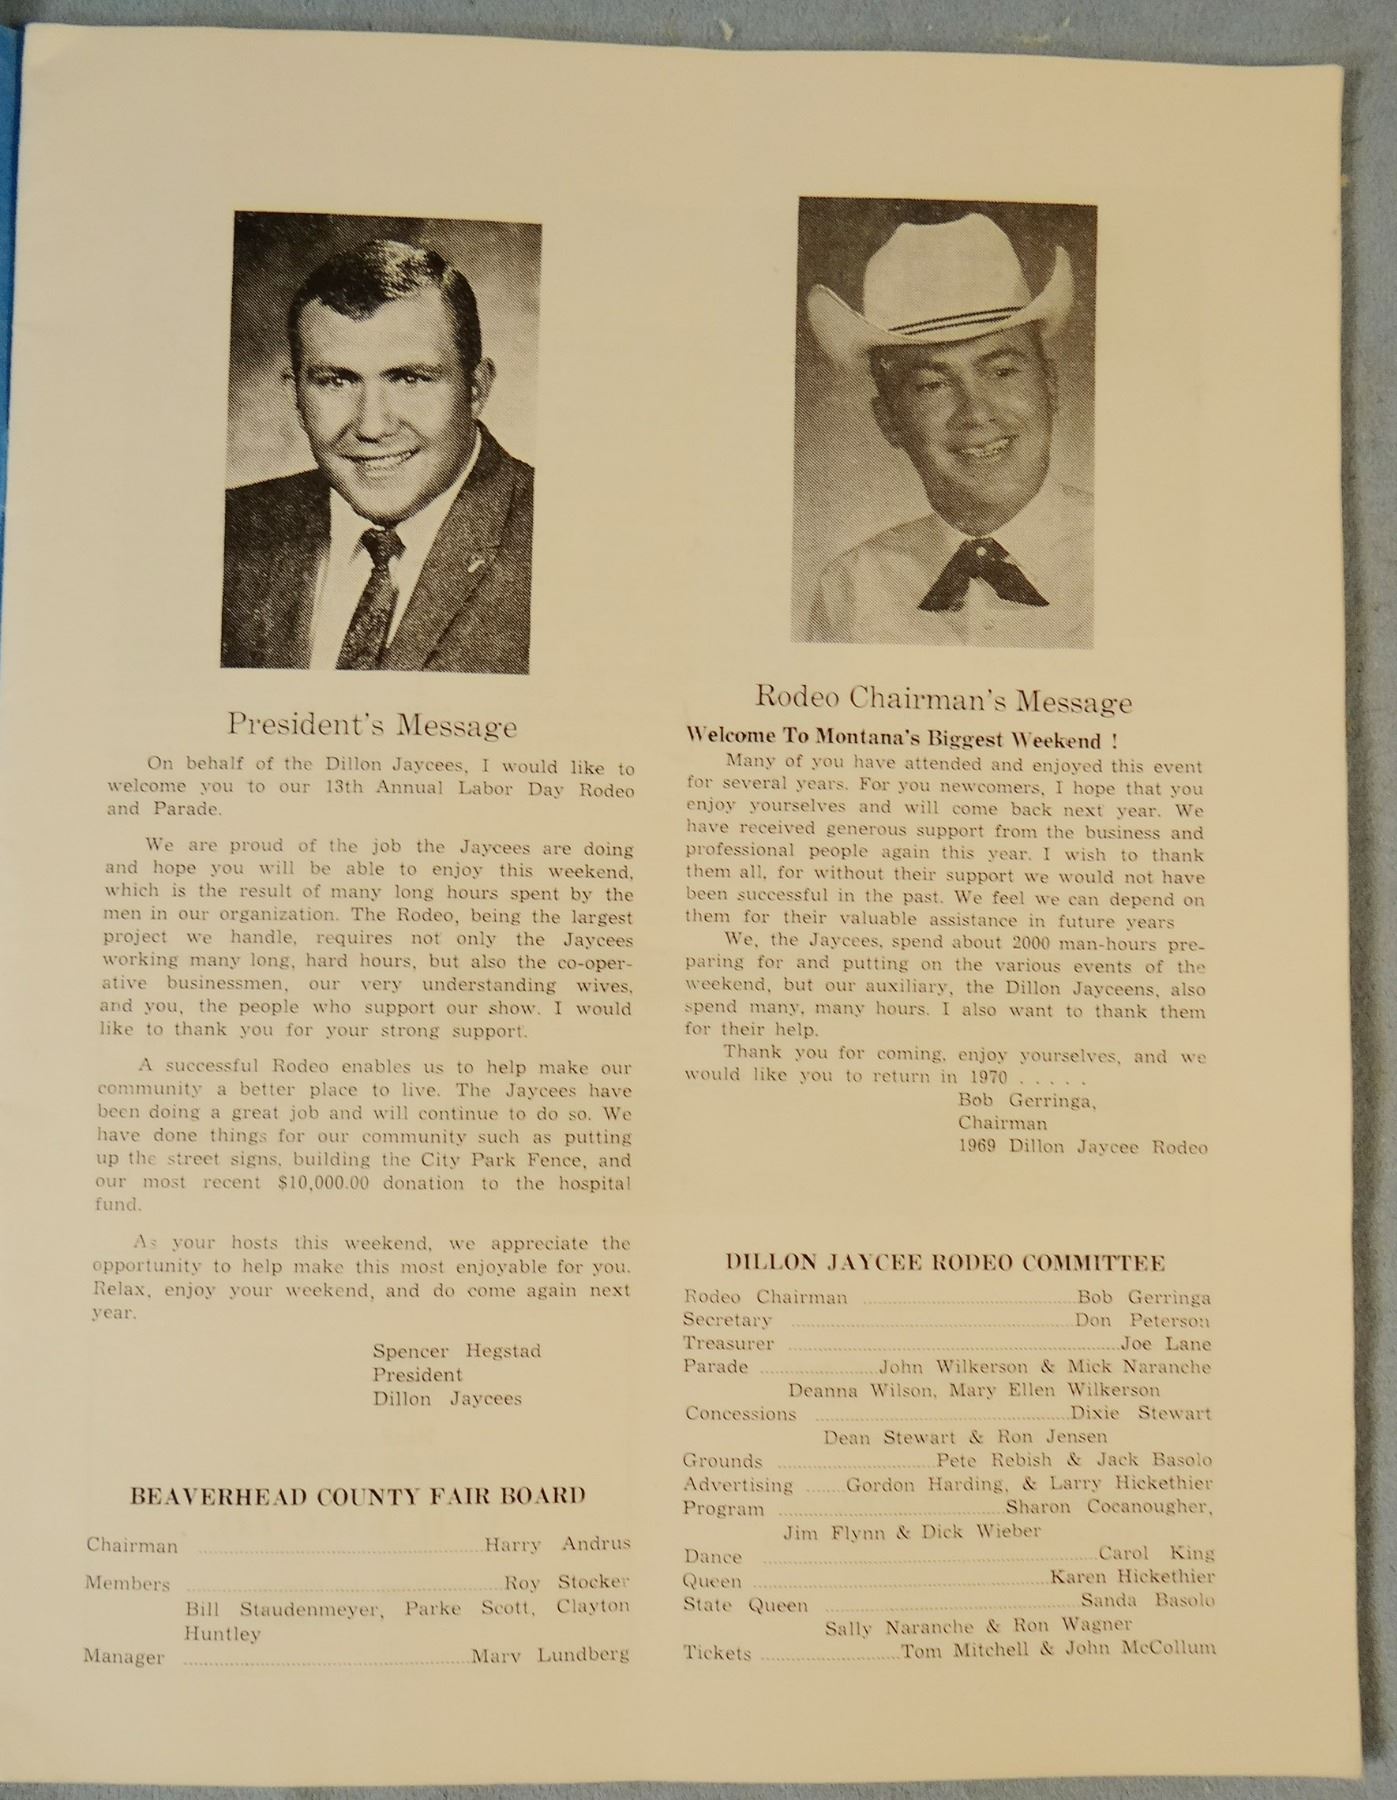 President's Message
On behalf of the Dillon Jaycees, I would like to
welcome you to our 13th Annual Labor Day Rodeo
and Parade.
We are proud of the job the Jaycees are doing
and hope you will be able to enjoy this weekend,
which is the result of many long hours spent by the
men in our organization. The Rodeo, being the largest
project we handle, requires not only the Jaycees
working many long, hard hours, but also the co-oper-
ative businessmen, our very understanding wives,
and you, the people who support our show. I would
like to thank you for your strong support.
A successful Rodeo enables us to help make our
community a better place to live. The Jaycees have
been doing a great job and will continue to do so. We
have done things for our community such as putting
up the street signs, building the City Park Fence, and
our most recent $10,000.00 donation to the hospital
fund.
As your hosts this weekend, we appreciate the
opportunity to help make this most enjoyable for you.
Relax, enjoy your weekend, and do come again next
year.
Spencer Hegstad
President
Dillon Jaycees
BEAVERHEAD COUNTY FAIR BOARD
Chairman ........................................ Harry Andrus
Members ........................................ Roy Stocker
Bill Staudenmeyer, Parke Scott, Clayton
Huntley
Manager ........................................ Marv Lundberg
Rodeo Chairman's Message
Welcome To Montana's Biggest Weekend !
Many of you have attended and enjoyed this event
for several years. For you newcomers, I hope that you
enjoy yourselves and will come back next year. We
have received generous support from the business and
professional people again this year. I wish to thank
them all, for without their support we would not have
been successful in the past. We feel we can depend on
them for their valuable assistance in future years
We, the Jaycees, spend about 2000 man-hours pre-
paring for and putting on the various events of the
weekend, but our auxiliary, the Dillon Jayceens, also
spend many, many hours. I also want to thank them
for their help.
Thank you for coming, enjoy yourselves, and we
would like you to return in 1970 . . . . .
Bob Gerringa,
Chairman
1969 Dillon Jaycee Rodeo
DILLON JAYCEE RODEO COMMITTEE
Rodeo Chairman ........................................ Bob Gerringa
Secretary ........................................ Don Peterson
Treasurer ........................................ Joe Lane
Parade .................... John Wilkerson & Mick Naranche
Deanna Wilson, Mary Ellen Wilkerson
Concessions ........................................ Dixie Stewart
Dean Stewart & Ron Jensen
Grounds .............................. Pete Rebish & Jack Basolo
Advertising ....... Gordon Harding, & Larry Hickethier
Program ........................................ Sharon Cocanougher,
Jim Flynn & Dick Wieber
Dance ........................................ Carol King
Queen ........................................ Karen Hickethier
State Queen ........................................ Sanda Basolo
Sally Naranche & Ron Wagner
Tickets ......................... Tom Mitchell & John McCollum